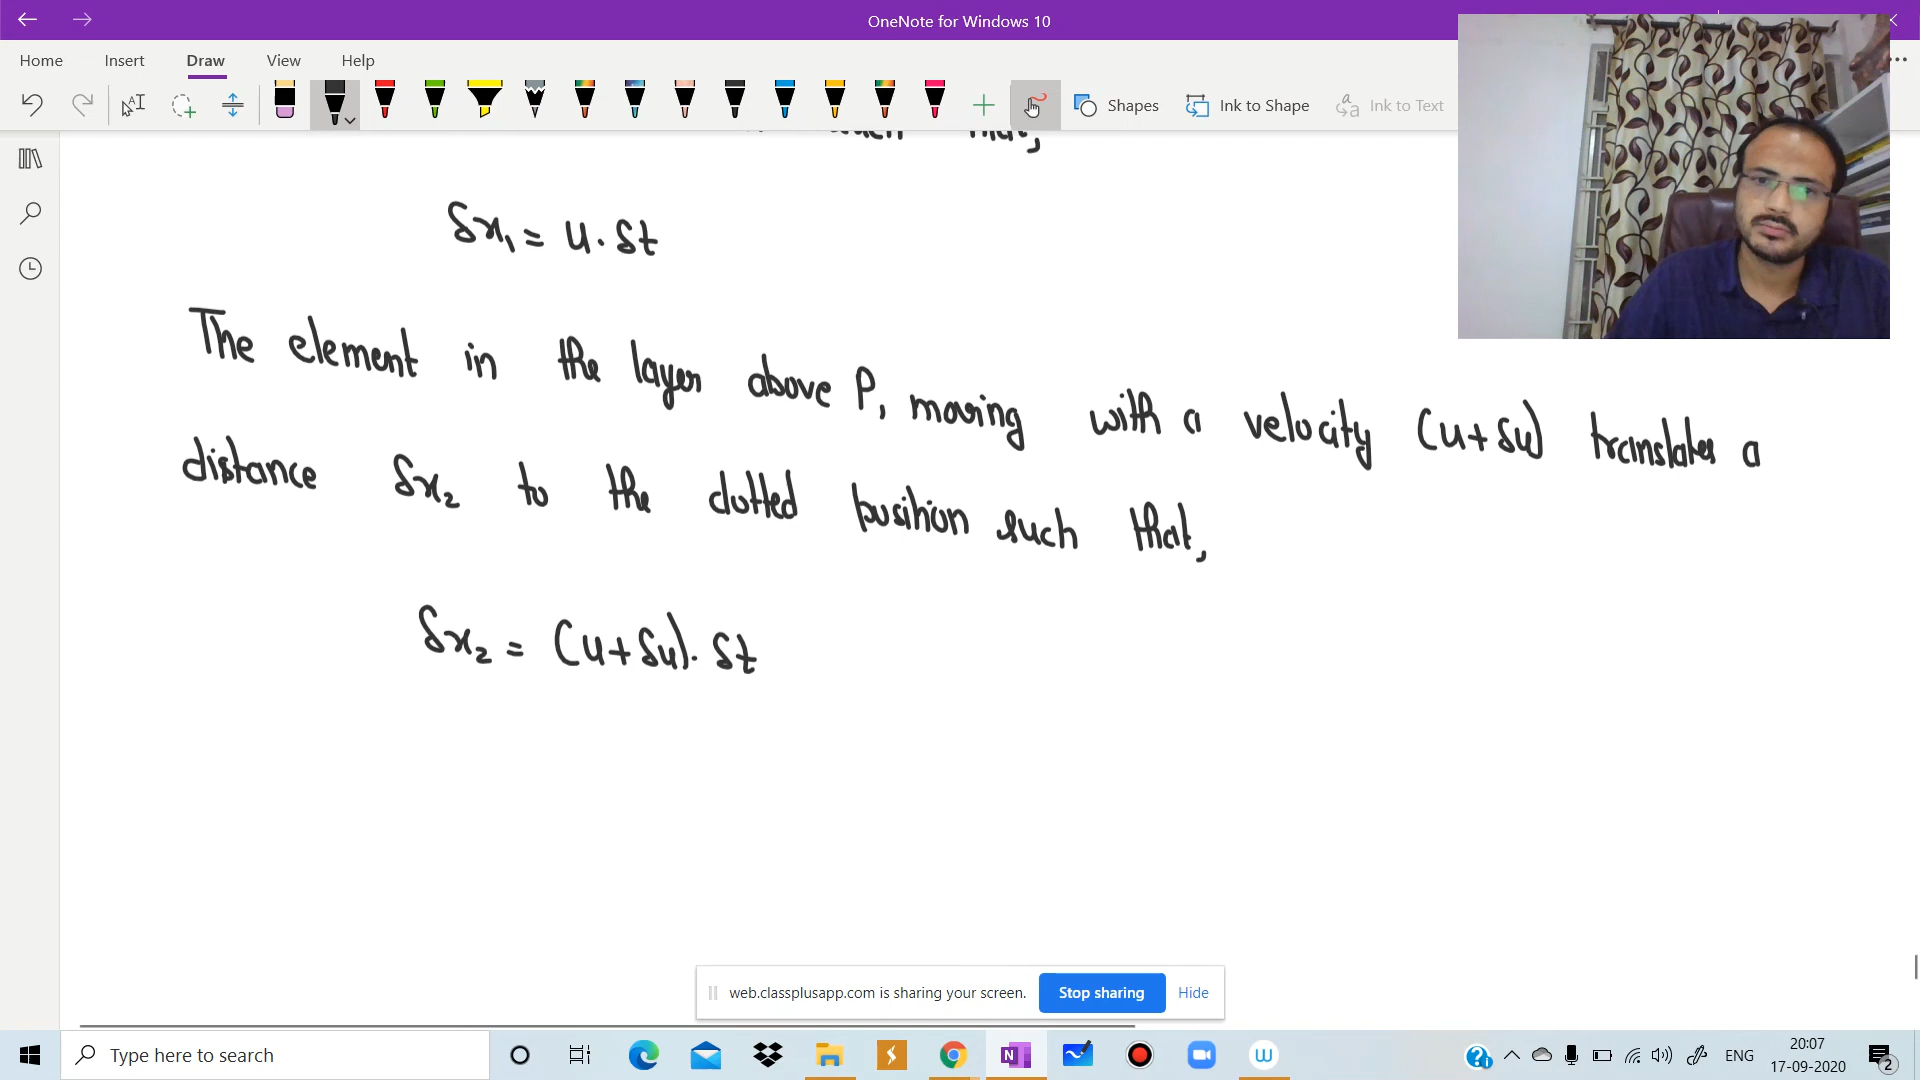 OneNote for Windows 10
Home Insert Draw View Help
Shapes Ink to Shape Ink to Text
that,
δx₁ = u . δt
The element in the layer above P, moving with a velocity (u+δu) translates a
distance δx₂ to the dotted position such that,
δx₂ = (u+δu). δt
web.classplusapp.com is sharing your screen. Stop sharing Hide
Type here to search
ENG
20:07
17-09-2020
2